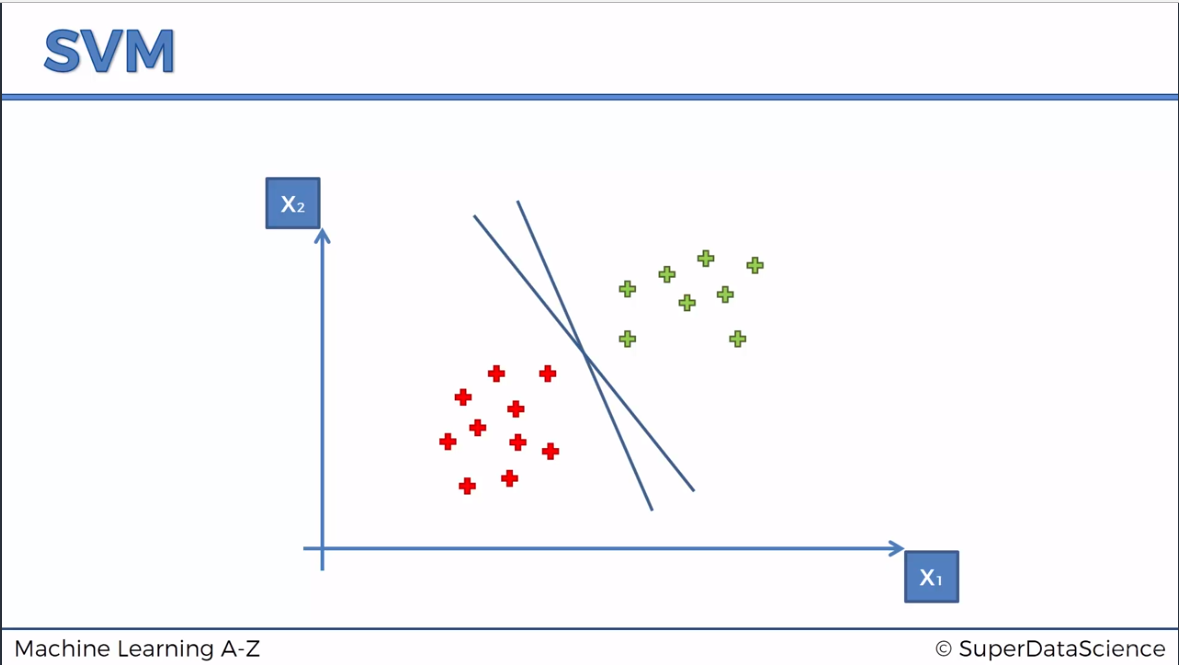 SVM
X₂
X₁
Machine Learning A-Z
© SuperDataScience